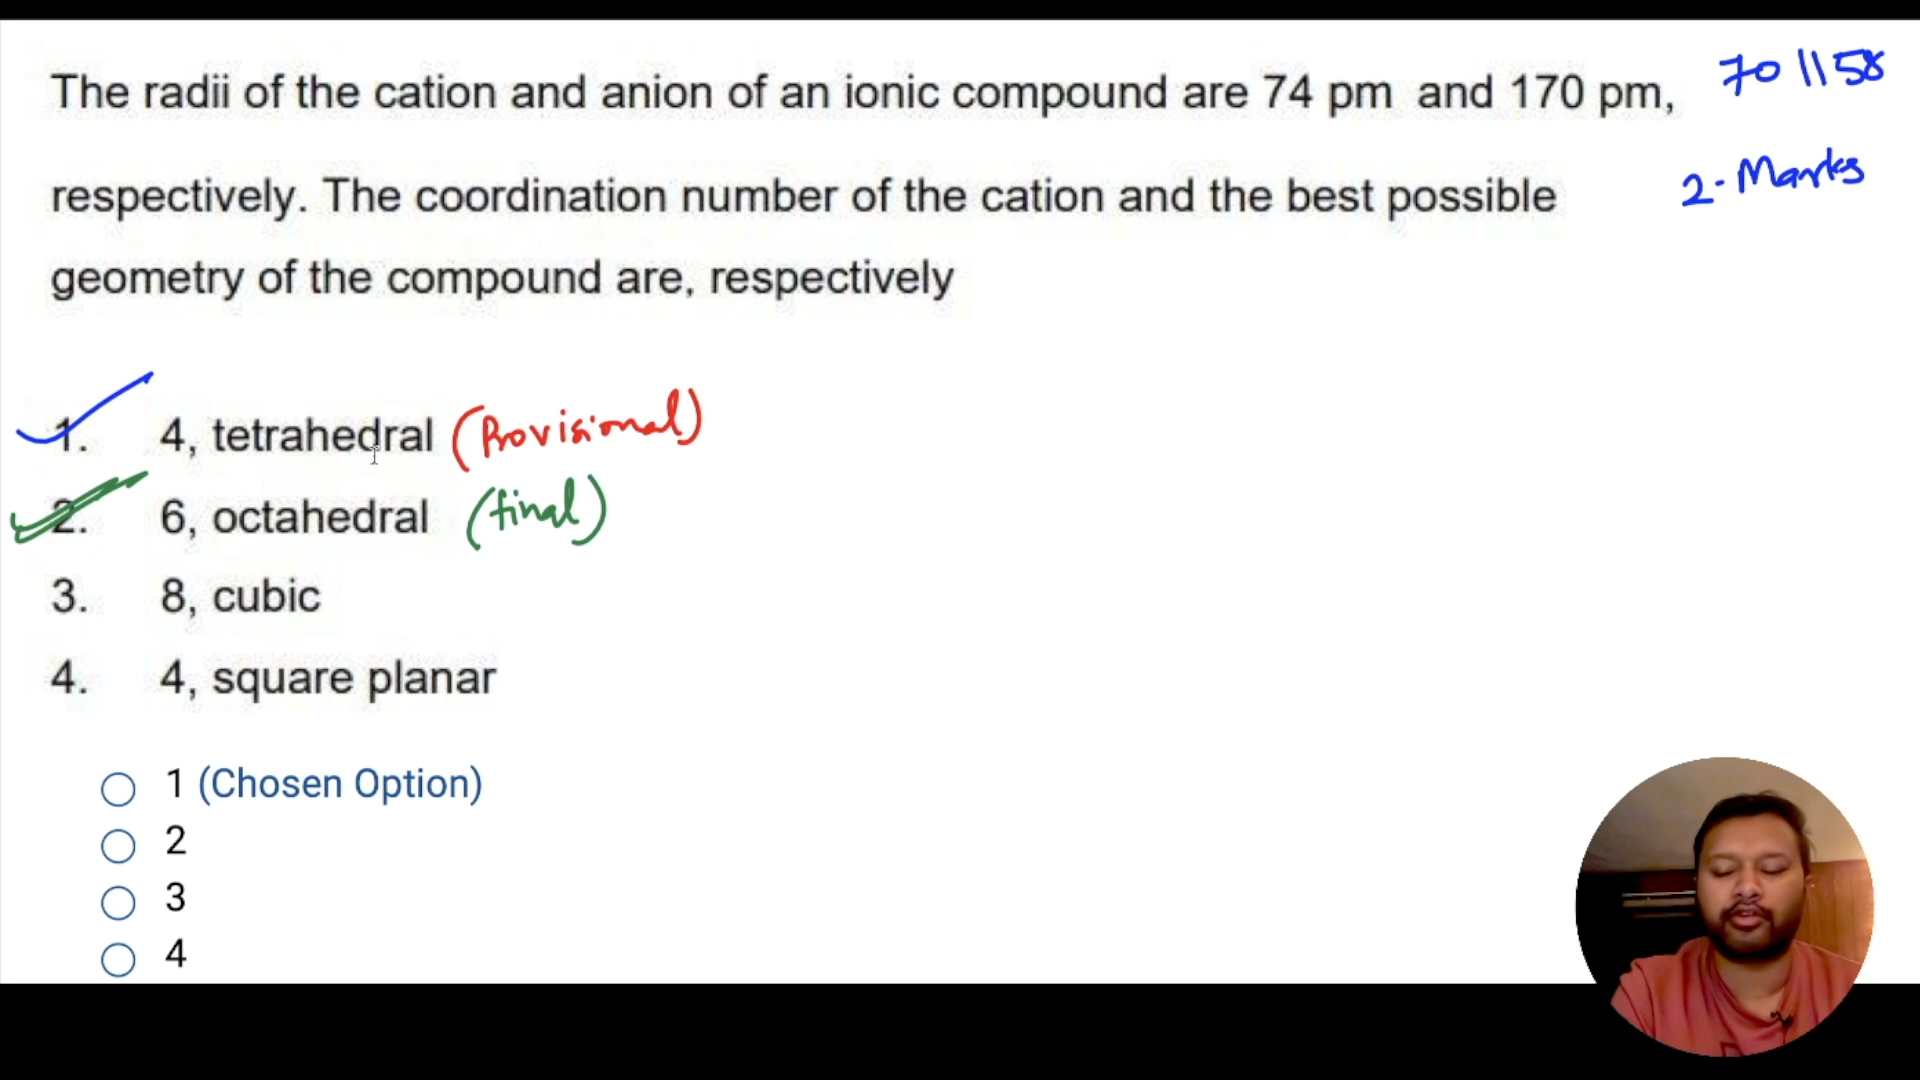 The radii of the cation and anion of an ionic compound are 74 pm and 170 pm,
701158
respectively. The coordination number of the cation and the best possible
2-Marks
geometry of the compound are, respectively
1. 4, tetrahedral (Provisional)
2. 6, octahedral (final)
3. 8, cubic
4. 4, square planar
1 (Chosen Option)
2
3
4